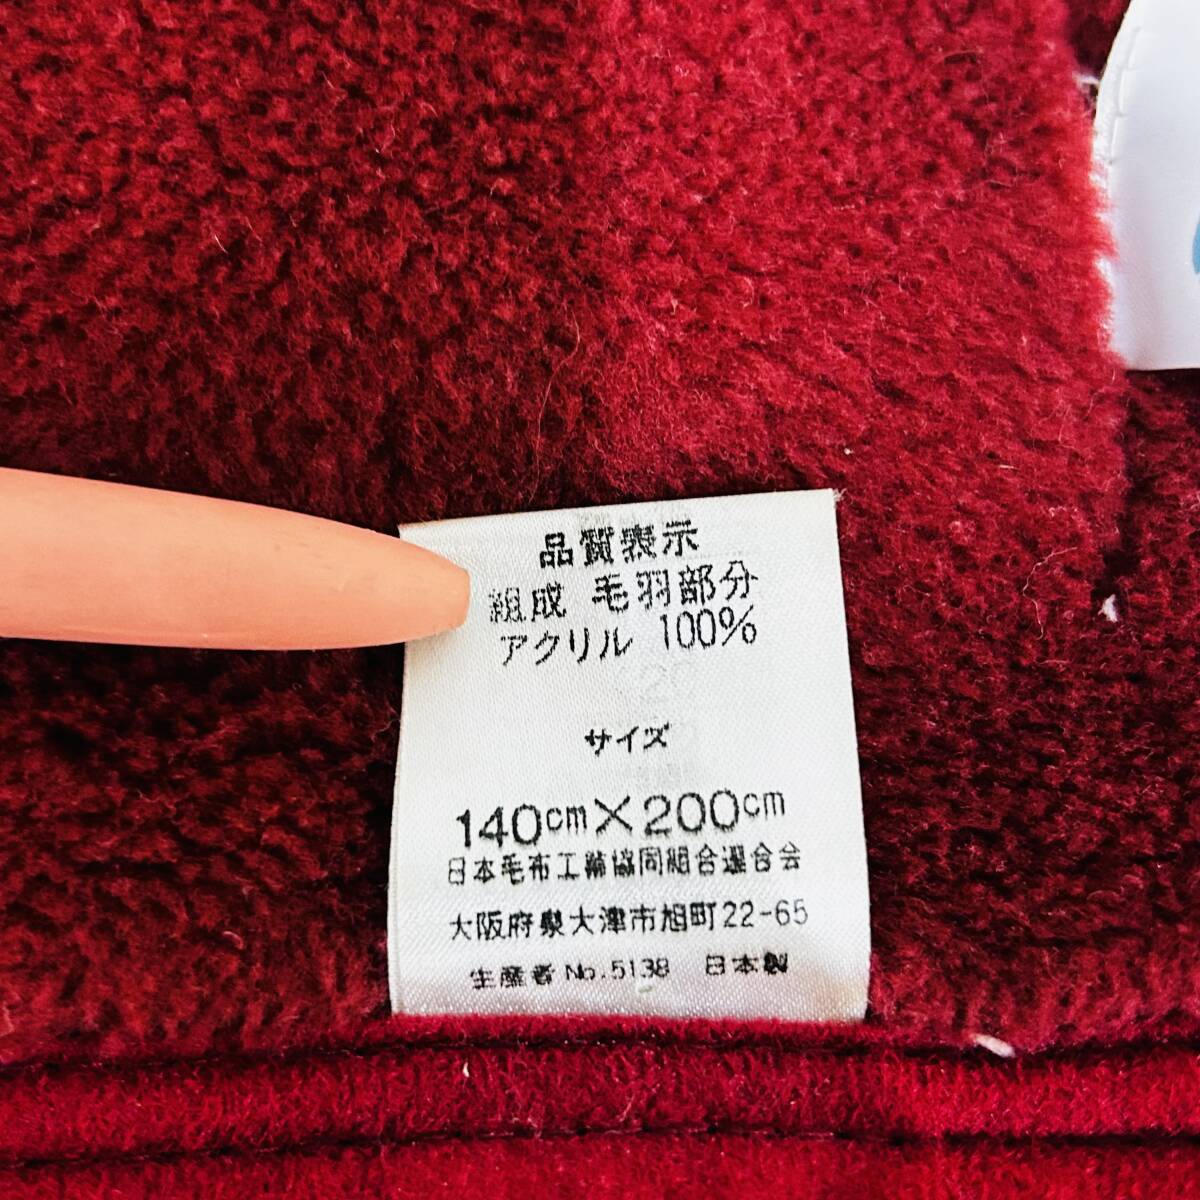 品質表示
組成 毛羽部分
アクリル 100%
サイズ
140cm×200cm
日本毛布工業協同組合連合会
大阪府泉大津市旭町22-65
生産者No.5138 日本製